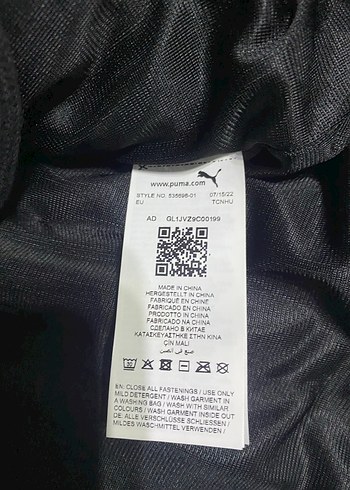 www.puma.com
STYLE NO. 535696-01 07/15/22
EU TCNHU
AD GL1JVZ9C00199
MADE IN CHINA
HERGESTELLT IN CHINA
FABRIQUÉ EN CHINE
FABRICADO EN CHINA
PRODOTTO IN CHINA
FABRICADO NA CHINA
СДЕЛАНО В КИТАЕ
ΚΑΤΑΣΚΕΥΑΣΤΗΚΕ ΣΤΗΝ ΚΙΝΑ
ÇİN MALI
صنع في الصين
30
EN: CLOSE ALL FASTENINGS / USE ONLY
MILD DETERGENT / WASH GARMENT IN
A WASHING BAG / WASH WITH SIMILAR
COLOURS / WASH GARMENT INSIDE OUT
DE: ALLE VERSCHLÜSSE SCHLIESSEN /
MILDES WASCHMITTEL VERWENDEN /